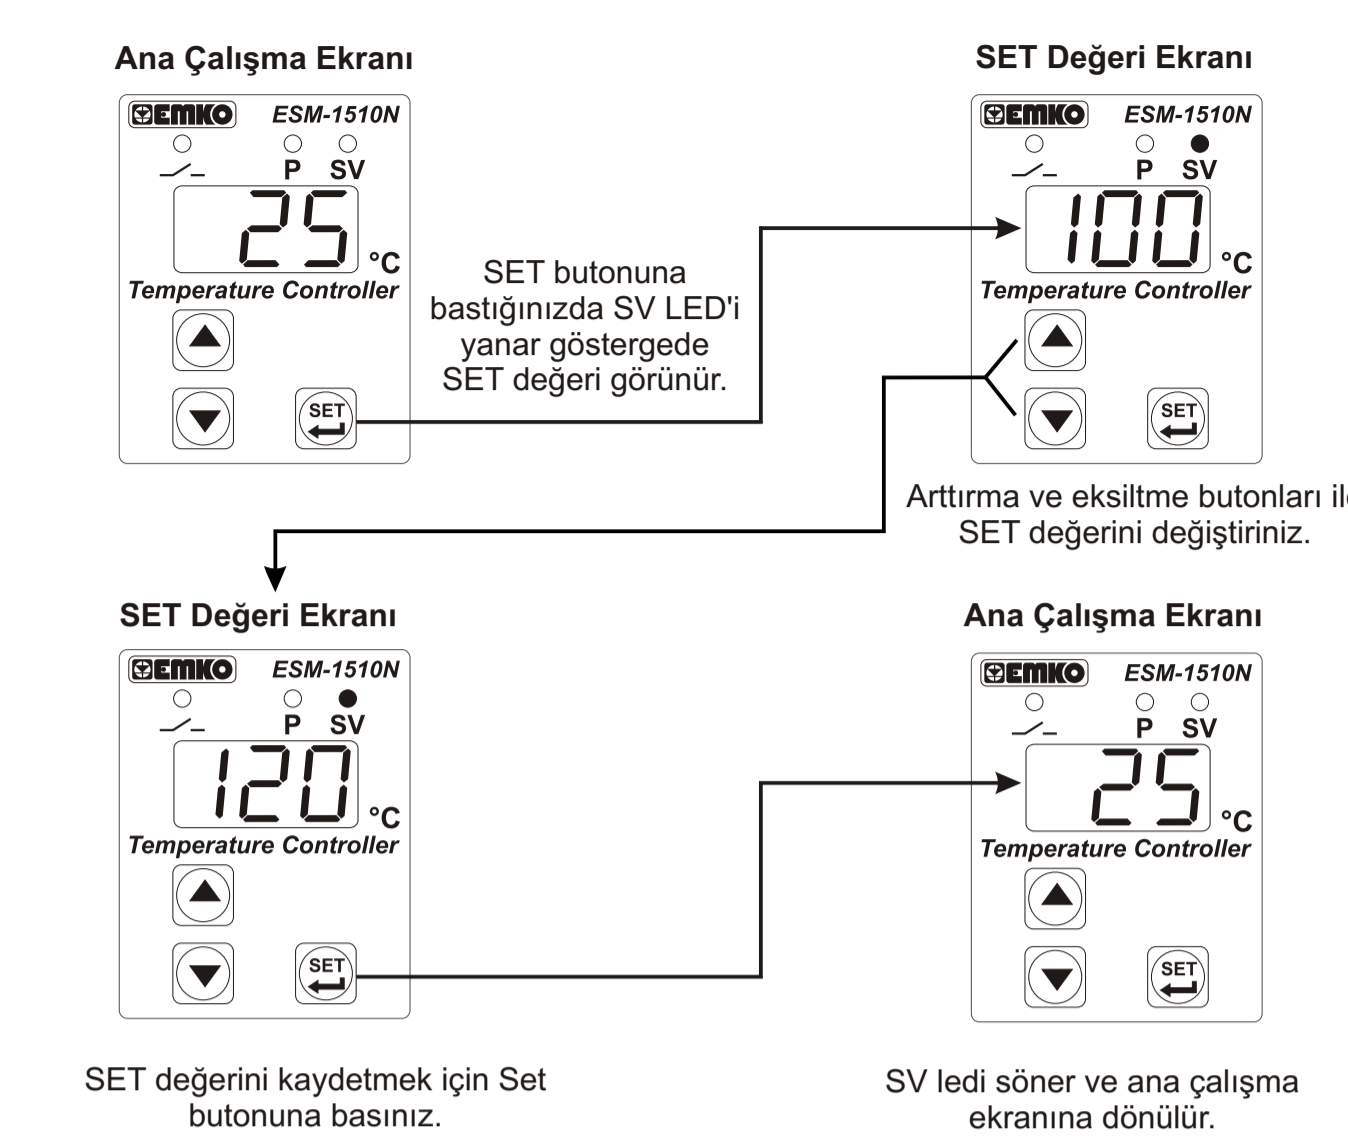 Ana Çalışma Ekranı
EMKO ESM-1510N
P SV
25
°C
Temperature Controller
SET
SET butonuna
bastığınızda SV LED'i
yanar göstergede
SET değeri görünür.
SET Değeri Ekranı
EMKO ESM-1510N
P SV
100
°C
Temperature Controller
SET
Arttırma ve eksiltme butonları il
SET değerini değiştiriniz.
SET Değeri Ekranı
EMKO ESM-1510N
P SV
120
°C
Temperature Controller
SET
SET değerini kaydetmek için Set
butonuna basınız.
Ana Çalışma Ekranı
EMKO ESM-1510N
P SV
25
°C
Temperature Controller
SET
SV ledi söner ve ana çalışma
ekranına dönülür.